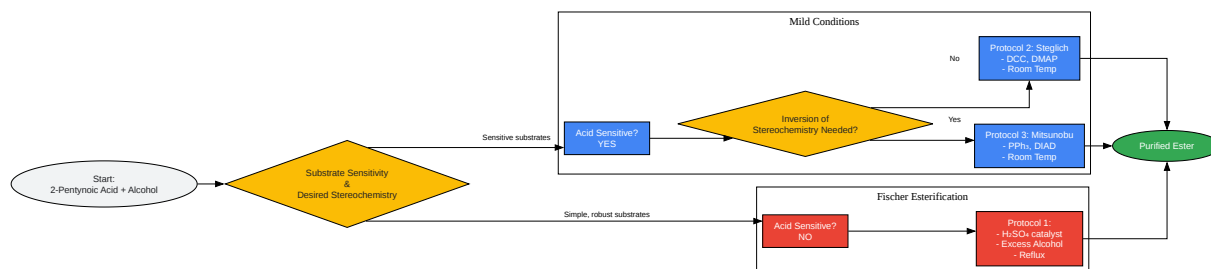 Mild Conditions
Protocol 2: Steglich
- DCC, DMAP
- Room Temp
No
Inversion of
Stereochemistry Needed?
Acid Sensitive?
YES
Yes
Protocol 3: Mitsunobu
- PPh₃, DIAD
- Room Temp
Purified Ester
Sensitive substrates
Start:
2-Pentynoic Acid + Alcohol
Substrate Sensitivity
&
Desired Stereochemistry
Simple, robust substrates
Fischer Esterification
Acid Sensitive?
NO
Protocol 1:
- H₂SO₄ catalyst
- Excess Alcohol
- Reflux